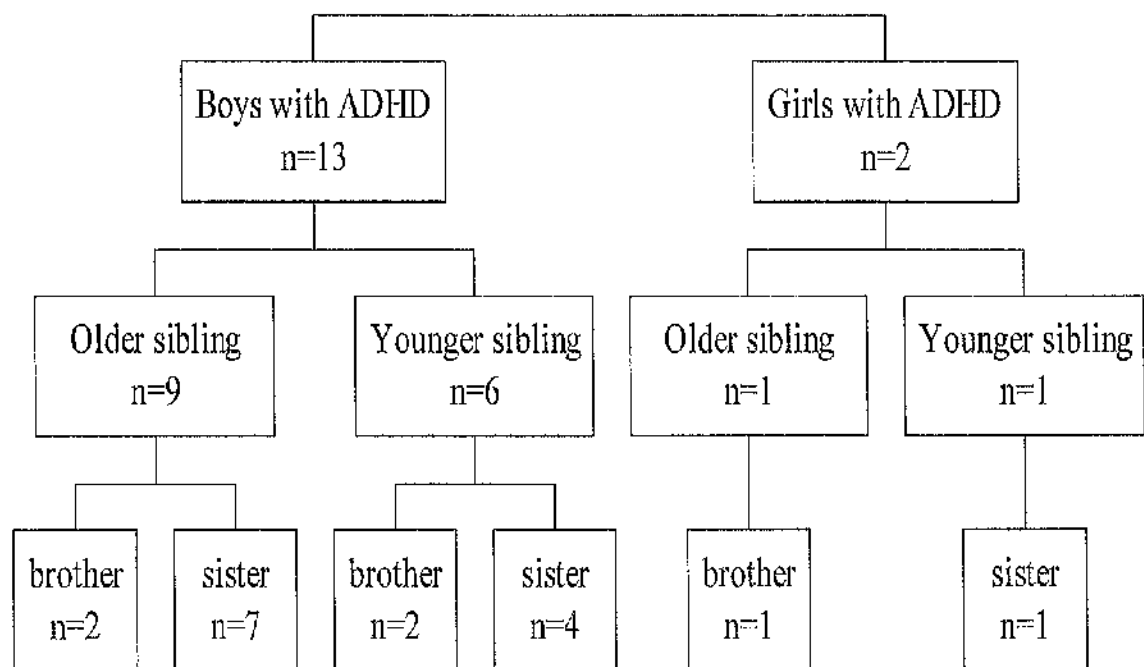 Boys with ADHD
n=13
Girls with ADHD
n=2
Older sibling
n=9
Younger sibling
n=6
Older sibling
n=1
Younger sibling
n=1
brother
n=2
sister
n=7
brother
n=2
sister
n=4
brother
n=1
sister
n=1